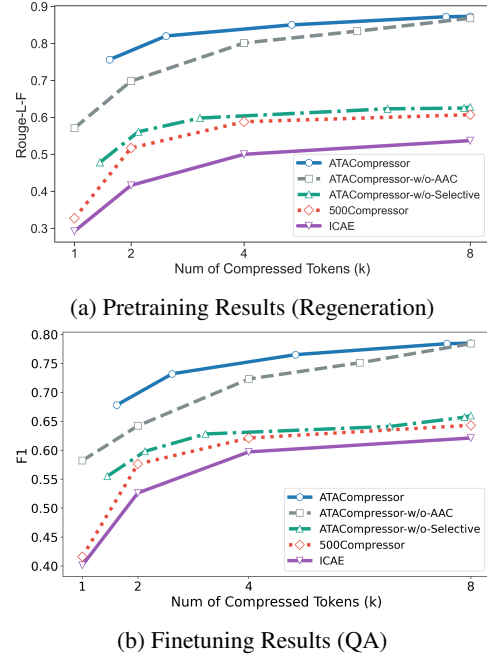 0.9
0.8
0.7
0.6
0.5
0.4
0.3
Rouge-L-F
ATACompressor
ATACompressor-w/o-AAC
ATACompressor-w/o-Selective
500Compressor
ICAE
1 2 4 8
Num of Compressed Tokens (k)
(a) Pretraining Results (Regeneration)
0.80
0.75
0.70
0.65
0.60
0.55
0.50
0.45
0.40
F1
ATACompressor
ATACompressor-w/o-AAC
ATACompressor-w/o-Selective
500Compressor
ICAE
1 2 4 8
Num of Compressed Tokens (k)
(b) Finetuning Results (QA)